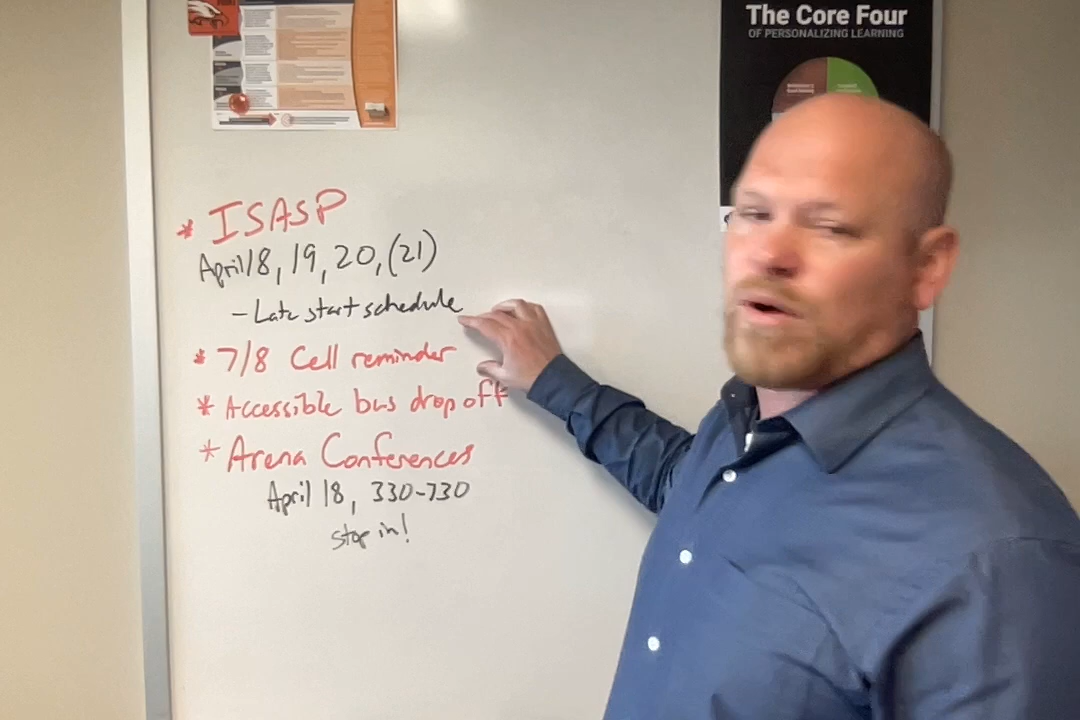 The Core Four
OF PERSONALIZING LEARNING
* ISASP
April 18, 19, 20, (21)
- Late start schedule
* 7/8 Cell reminder
* Accessible bus drop off
* Arena Conferences
April 18, 330-730
stop in!